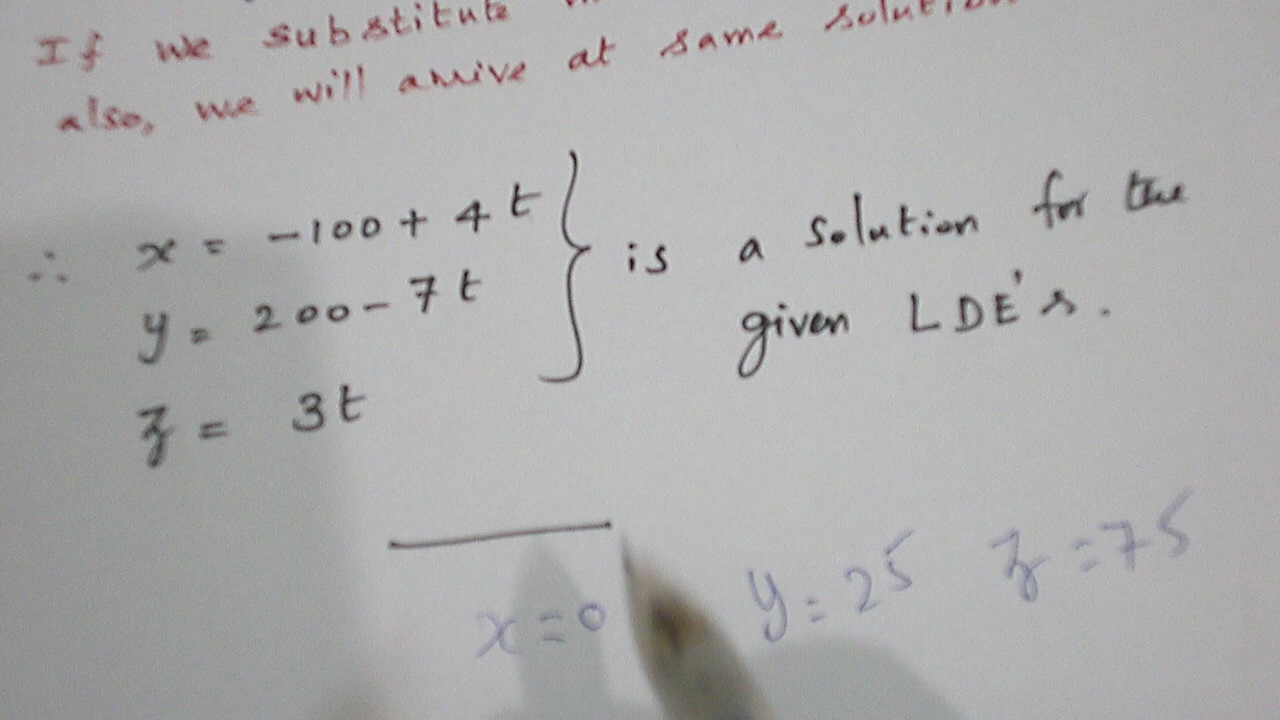 If we substitute
also, we will arrive at same solution
∴ x = -100 + 4t
y = 200 - 7t } is a solution for the
given LDE's.
z = 3t
x = 0 y = 25 z = 75